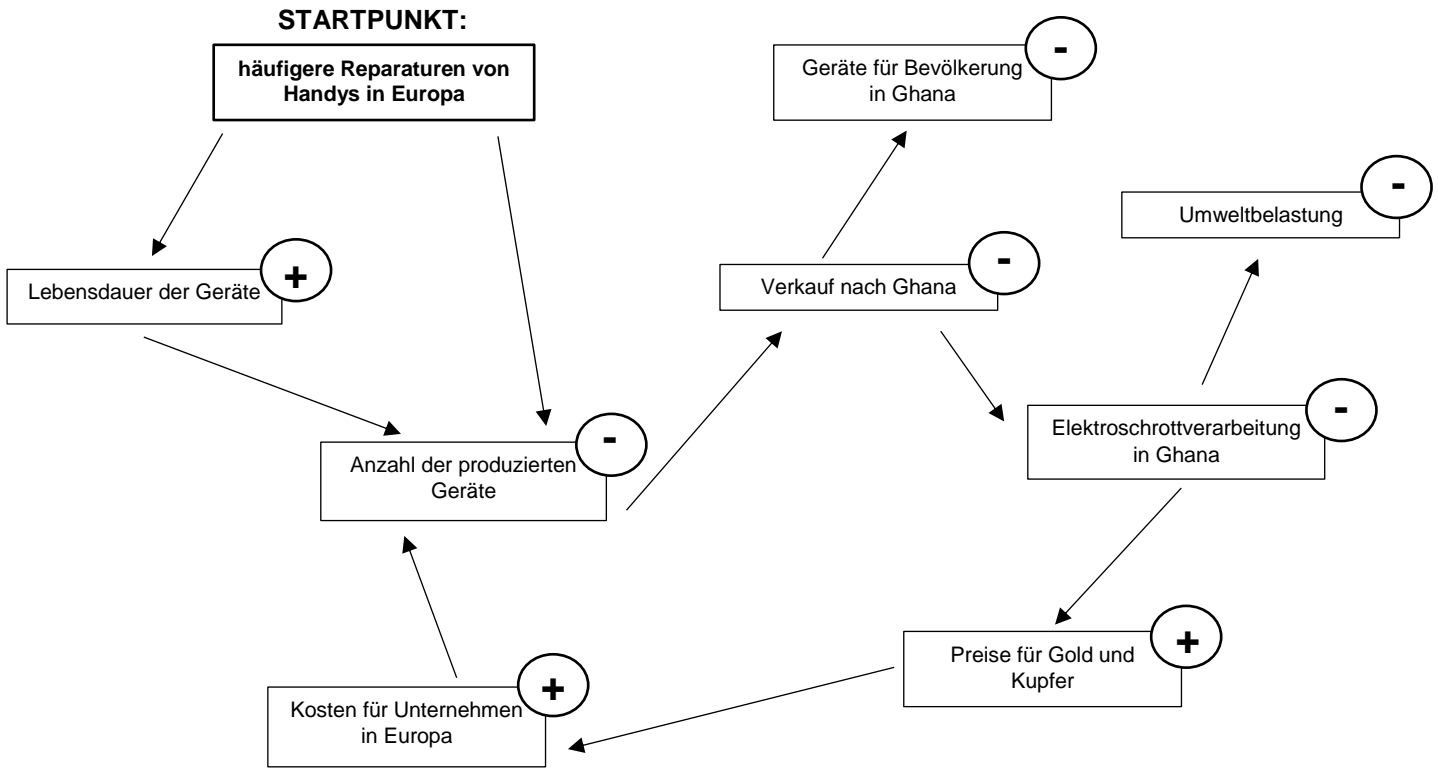 STARTPUNKT:
häufigere Reparaturen von
Handys in Europa
-
Geräte für Bevölkerung
in Ghana
-
Umweltbelastung
+
Lebensdauer der Geräte
-
Verkauf nach Ghana
-
Anzahl der produzierten
Geräte
-
Elektroschrottverarbeitung
in Ghana
+
Preise für Gold und
Kupfer
+
Kosten für Unternehmen
in Europa